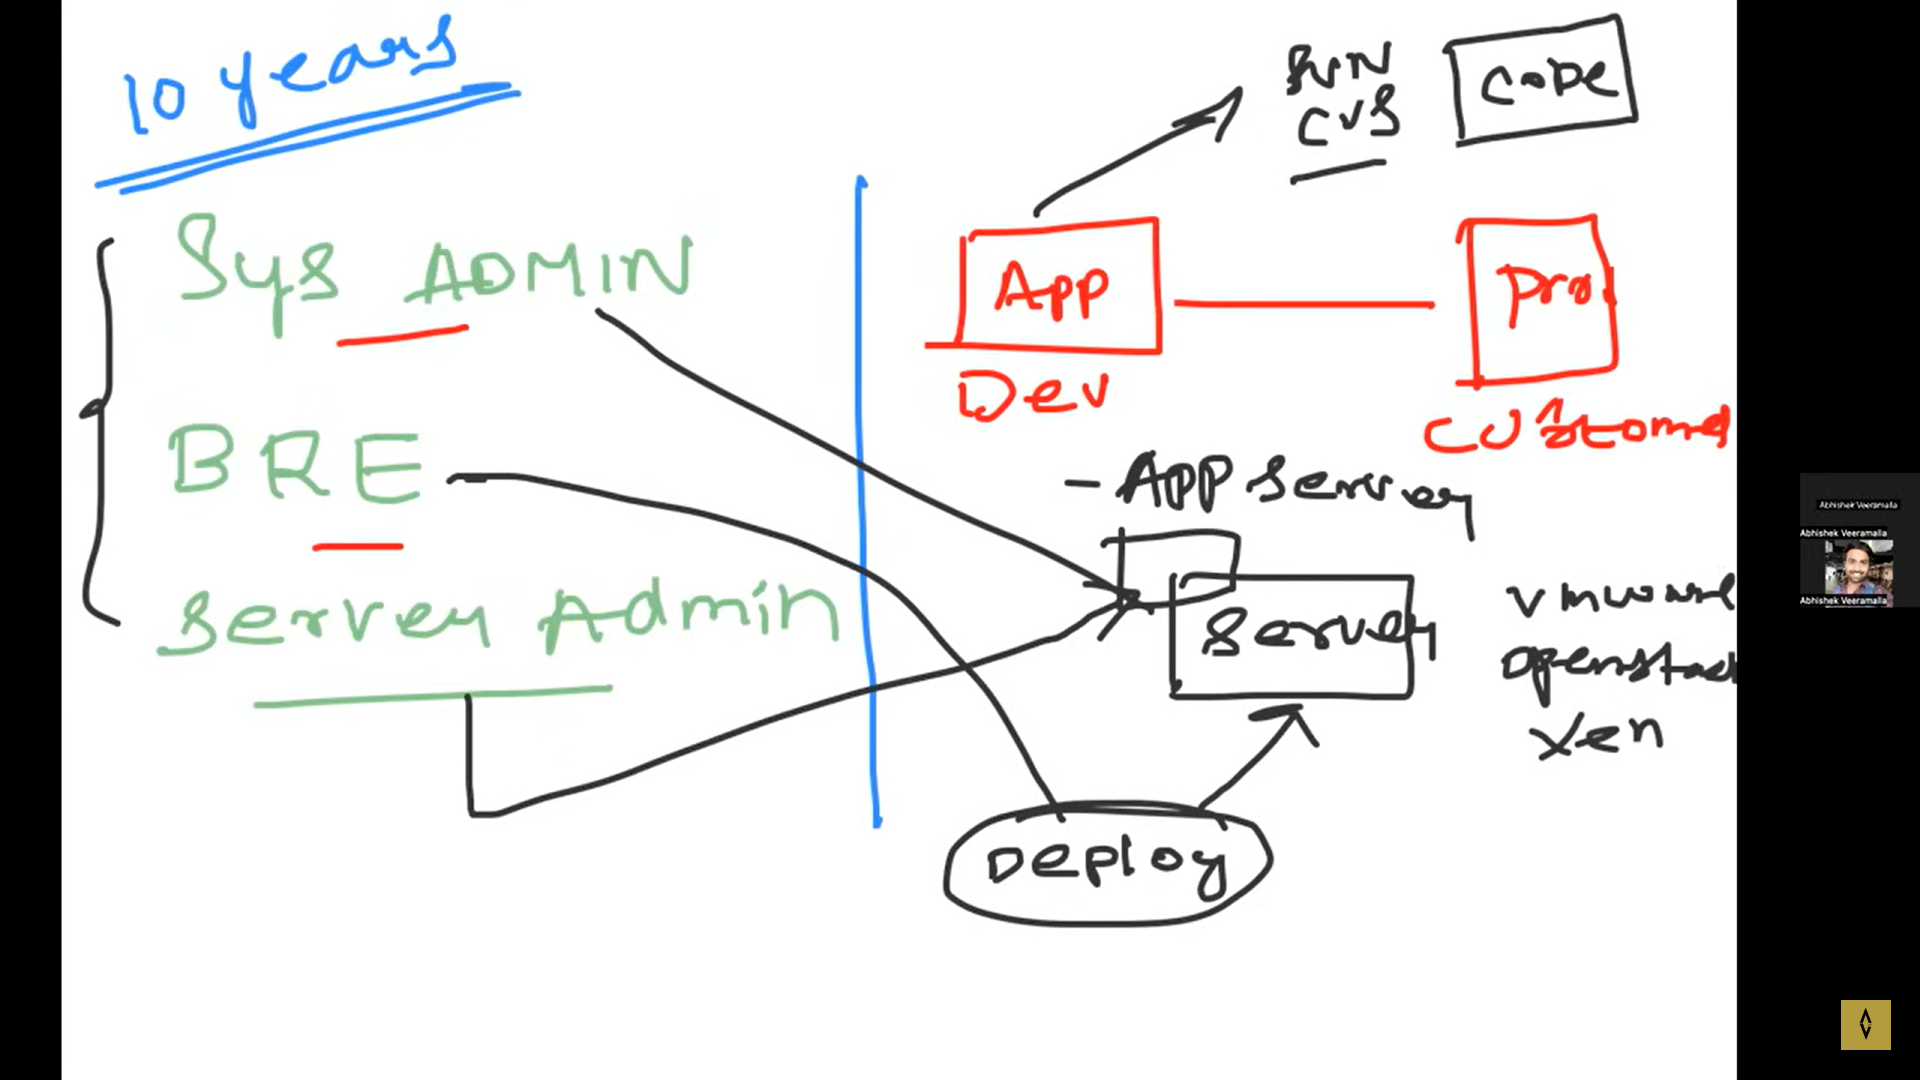 10 years
Sys ADMIN
BRE
Server Admin
SVN
CVS
Code
App
Dev
Pro
Customer
- APP Server
Server
vmware
openstack
Xen
Deploy
Abhishek Veeramalla
Abhishek Veeramalla
Abhishek Veeramalla